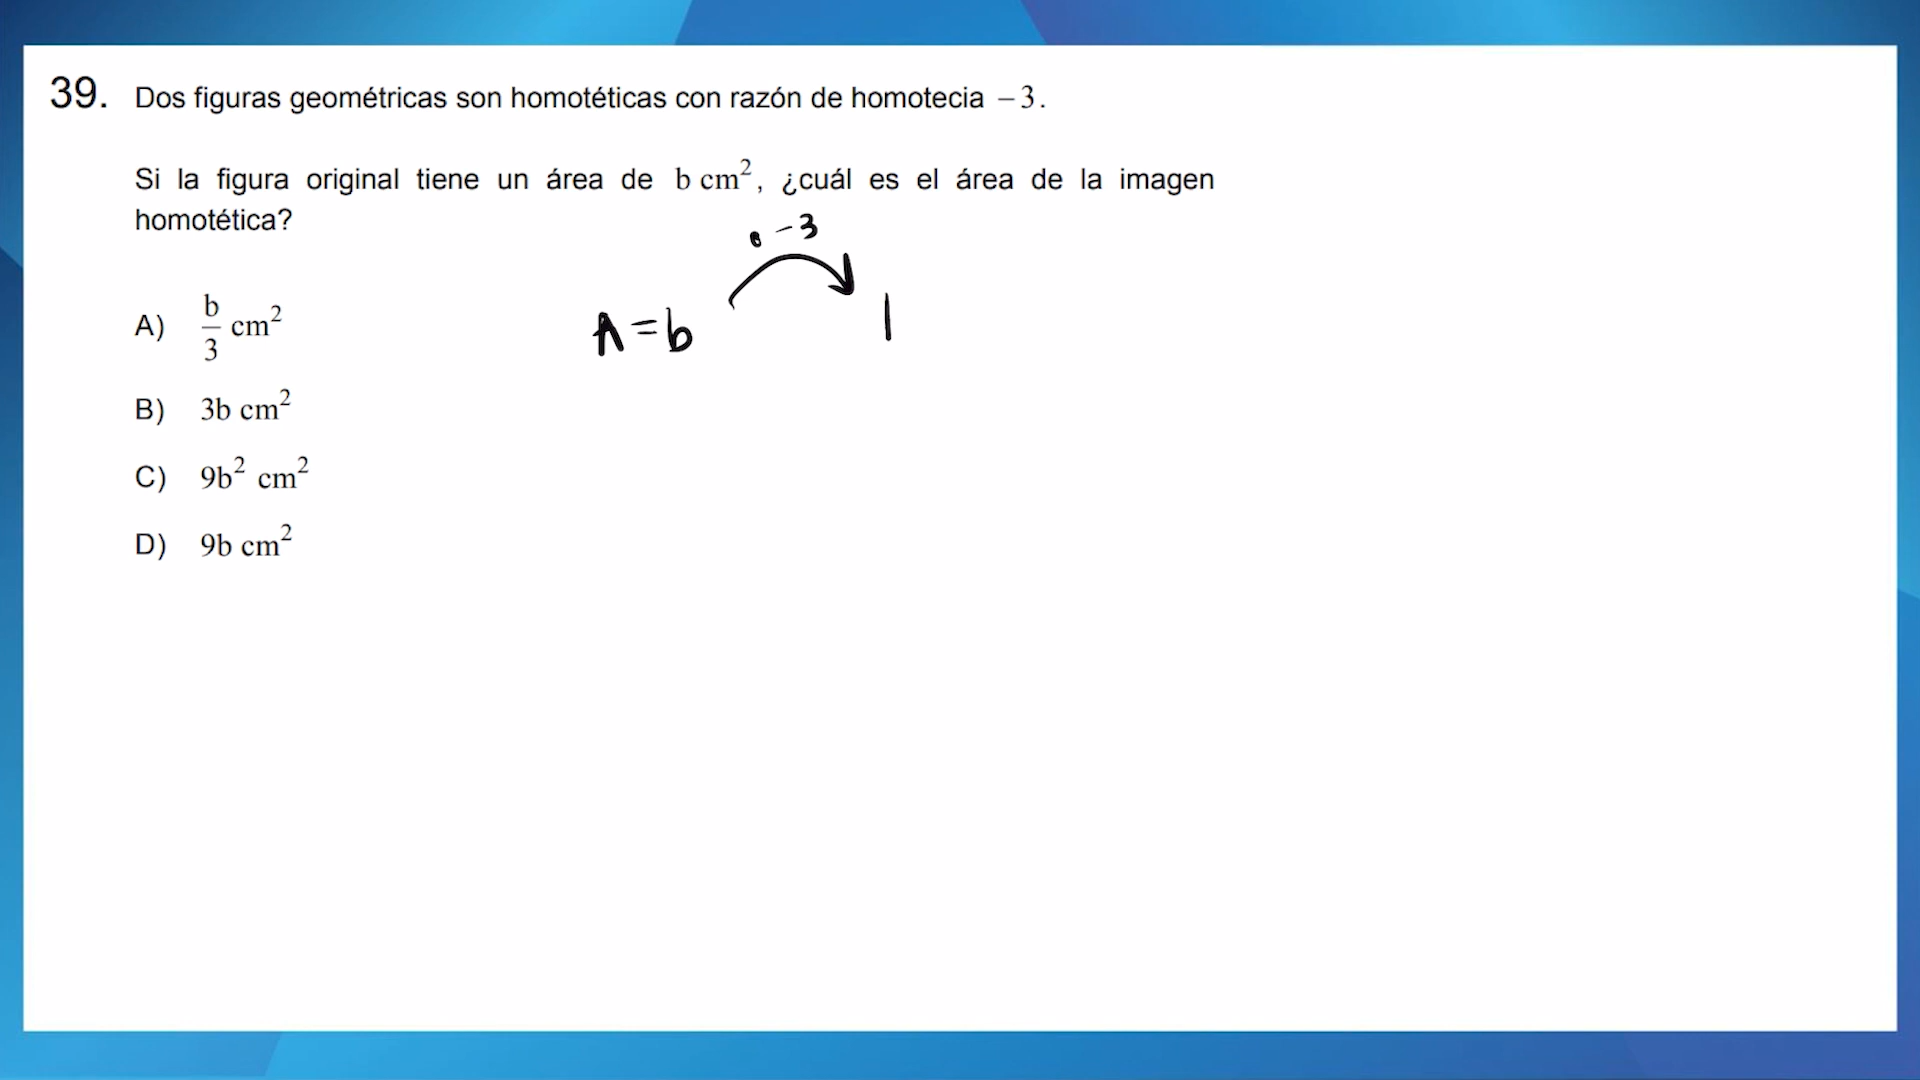 39. Dos figuras geométricas son homotéticas con razón de homotecia −3.
Si la figura original tiene un área de b cm², ¿cuál es el área de la imagen
homotética?
• −3
A = b
A) b/3 cm²
B) 3b cm²
C) 9b² cm²
D) 9b cm²